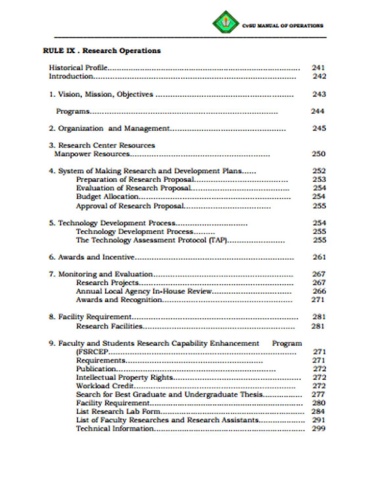 CvSU MANUAL OF OPERATIONS
RULE IX . Research Operations
Historical Profile................................................................ 241
Introduction................................................................ 242
1. Vision, Mission, Objectives ................................................ 243
Programs................................................................ 244
2. Organization and Management........................................ 245
3. Research Center Resources
Manpower Resources................................................ 250
4. System of Making Research and Development Plans...... 252
Preparation of Research Proposal................................ 253
Evaluation of Research Proposal.................................. 254
Budget Allocation.................................................... 254
Approval of Research Proposal.............................. 255
5. Technology Development Process.......................... 254
Technology Development Process......... 255
The Technology Assessment Protocol (TAP)..................... 255
6. Awards and Incentive...................................................... 261
7. Monitoring and Evaluation................................................ 267
Research Projects...................................................... 267
Annual Local Agency In-House Review........................... 266
Awards and Recognition............................................. 271
8. Facility Requirement........................................................ 281
Research Facilities.................................................... 281
9. Faculty and Students Research Capability Enhancement Program
(FSRCEP................................................................ 271
Requirements................................................ 271
Publication...................................................... 272
Intellectual Property Rights........................................... 272
Workload Credit........................................................ 272
Search for Best Graduate and Undergraduate Thesis............... 277
Facility Requirement.................................................... 280
List Research Lab Form................................................ 284
List of Faculty Researches and Research Assistants................. 291
Technical Information.................................................... 299